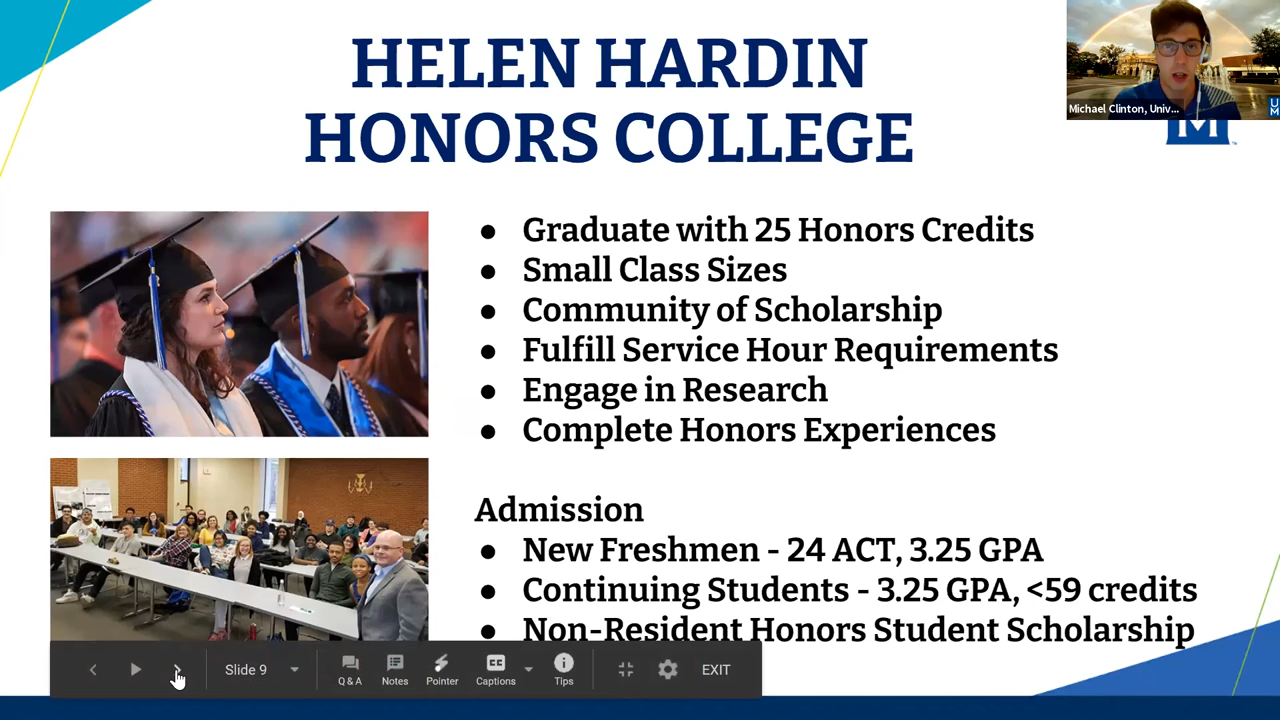 HELEN HARDIN
HONORS COLLEGE
Michael Clinton, Univ...
U
M
M
● Graduate with 25 Honors Credits
● Small Class Sizes
● Community of Scholarship
● Fulfill Service Hour Requirements
● Engage in Research
● Complete Honors Experiences
Admission
● New Freshmen - 24 ACT, 3.25 GPA
● Continuing Students - 3.25 GPA, <59 credits
● Non-Resident Honors Student Scholarship
Slide 9
Q & A
Notes
Pointer
CC
Captions
Tips
EXIT